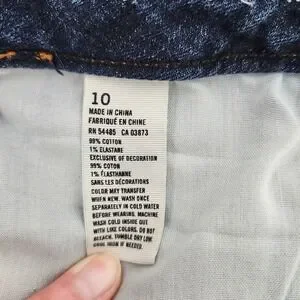 10
MADE IN CHINA
FABRIQUÉ EN CHINE
RN 54485 CA 03873
99% COTTON
1% ELASTANE
EXCLUSIVE OF DECORATION
99% COTON
1% ÉLASTHANNE
SANS LES DÉCORATIONS
COLOR MAY TRANSFER
WHEN NEW. WASH ONCE
SEPARATELY IN COLD WATER
BEFORE WEARING. MACHINE
WASH COLD INSIDE OUT
WITH LIKE COLORS. DO NOT
BLEACH. TUMBLE DRY LOW
IRON IF NEEDED.